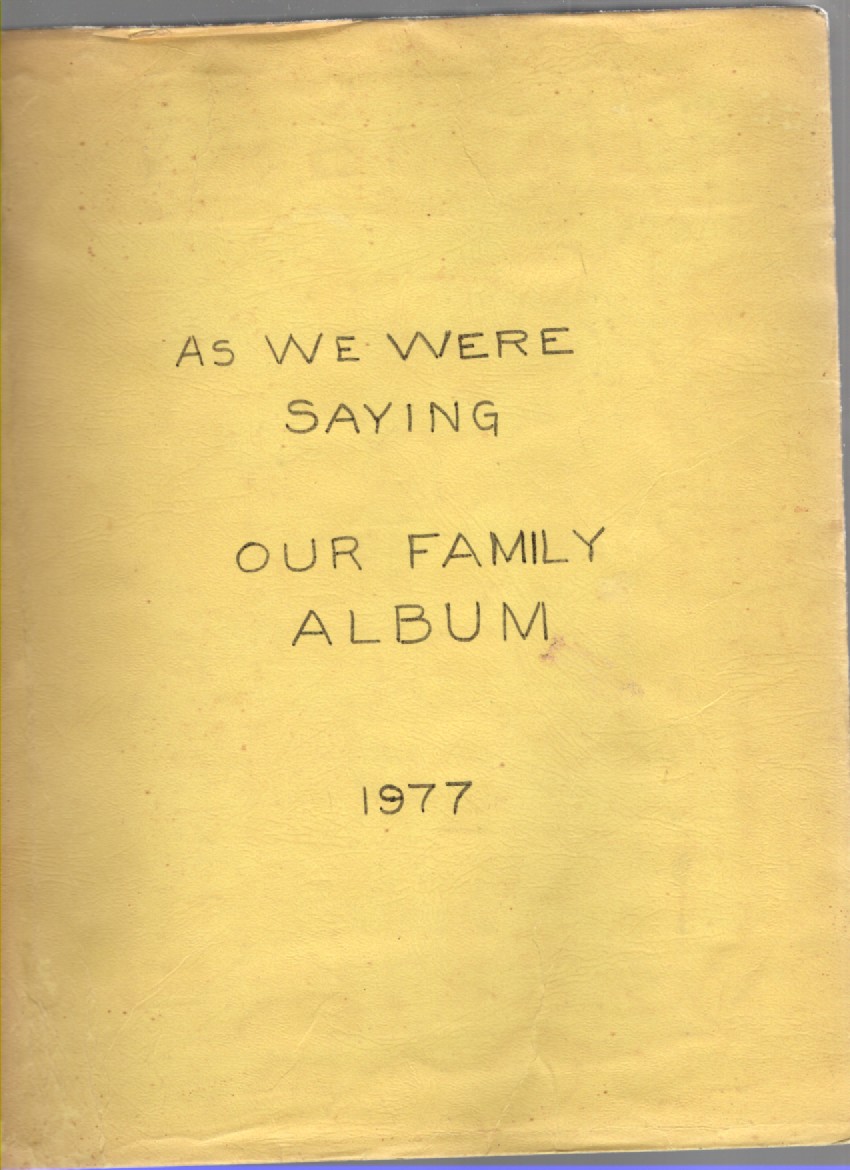 AS WE WERE
SAYING
OUR FAMILY
ALBUM
1977